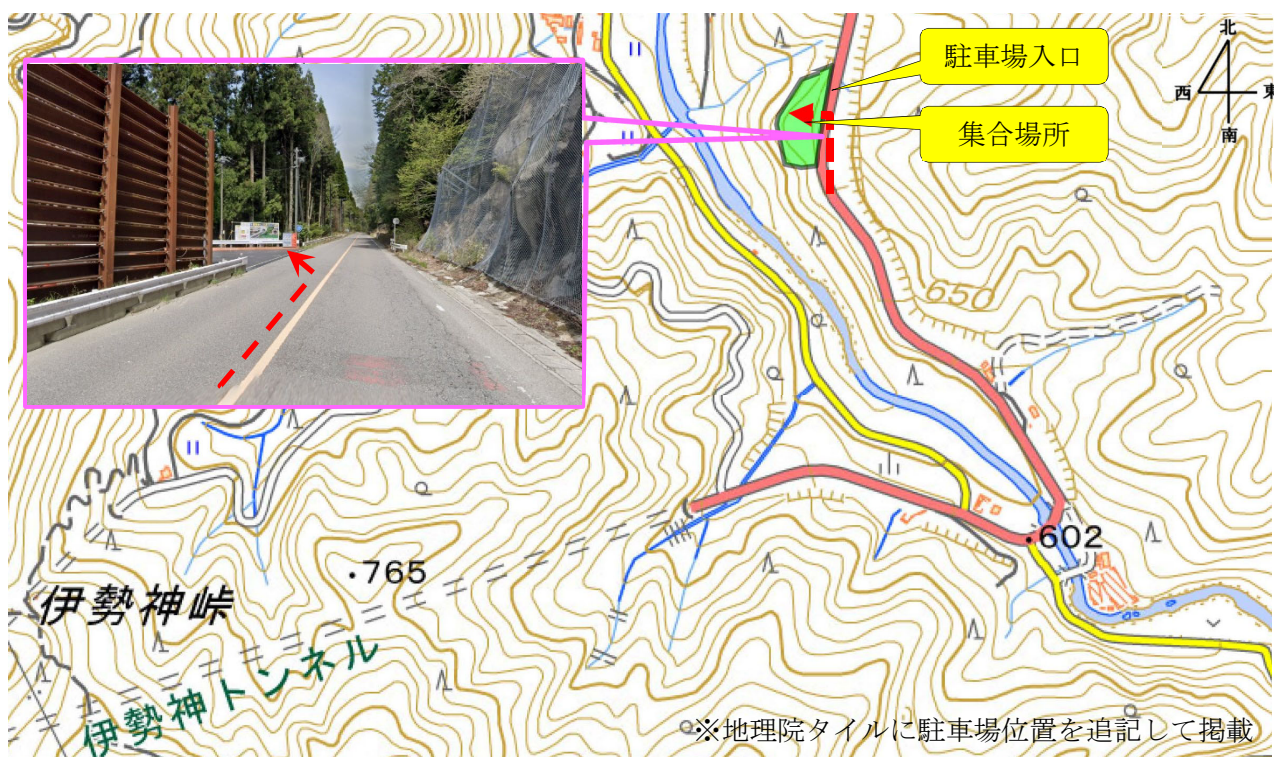 駐車場入口
集合場所
北
西
東
南
650
602
765
伊勢神峠
伊勢神トンネル
※地理院タイルに駐車場位置を追記して掲載